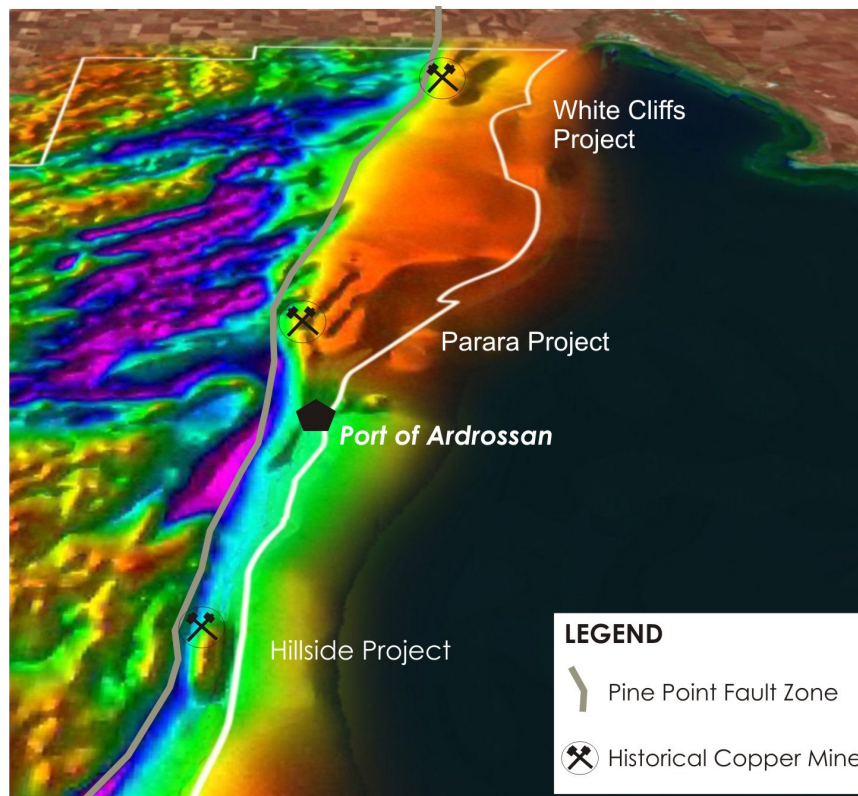 White Cliffs
Project
Parara Project
Port of Ardrossan
Hillside Project
LEGEND
Pine Point Fault Zone
Historical Copper Mine